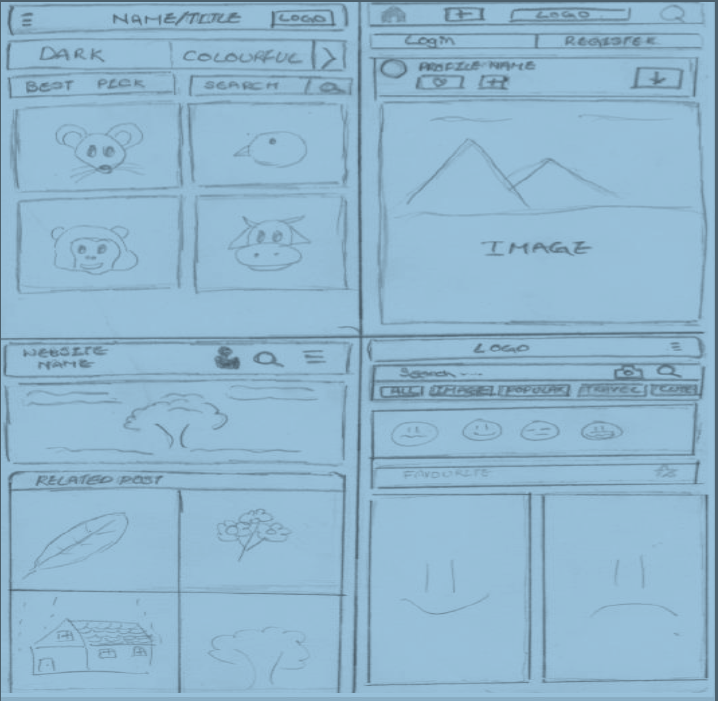 NAME/TITLE LOGO
DARK COLOURFUL
BEST PICK SEARCH
LOGO
Login REGISTER
PROFILE NAME
IMAGE
WEBSITE
NAME
RELATED POST
LOGO
Search ...
ALL IMAGE POPULAR TRAVEL CUTE
FAVOURITE